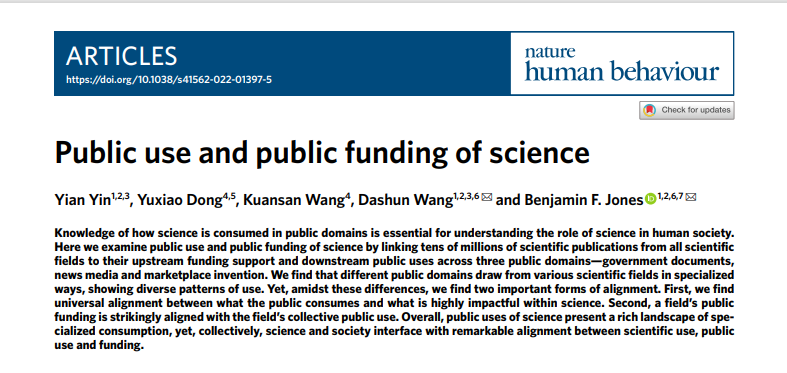 ARTICLES
https://doi.org/10.1038/s41562-022-01397-5
nature
human behaviour
Check for updates
Public use and public funding of science
Yian Yin1,2,3, Yuxiao Dong4,5, Kuansan Wang4, Dashun Wang1,2,3,6 ✉ and Benjamin F. Jones 1,2,6,7 ✉
Knowledge of how science is consumed in public domains is essential for understanding the role of science in human society.
Here we examine public use and public funding of science by linking tens of millions of scientific publications from all scientific
fields to their upstream funding support and downstream public uses across three public domains—government documents,
news media and marketplace invention. We find that different public domains draw from various scientific fields in specialized
ways, showing diverse patterns of use. Yet, amidst these differences, we find two important forms of alignment. First, we find
universal alignment between what the public consumes and what is highly impactful within science. Second, a field's public
funding is strikingly aligned with the field's collective public use. Overall, public uses of science present a rich landscape of spe-
cialized consumption, yet, collectively, science and society interface with remarkable alignment between scientific use, public
use and funding.